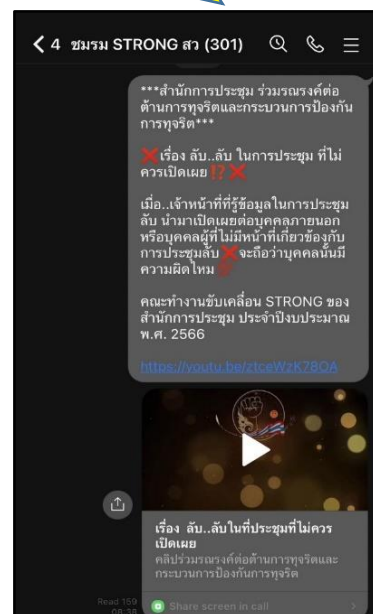 4 ชมรม STRONG สว (301)
***สำนักการประชุม ร่วมรณรงค์ต่อ
ต้านการทุจริตและกระบวนการป้องกัน
การทุจริต***
❌เรื่อง ลับ..ลับ ในการประชุม ที่ไม่
ควรเปิดเผย⁉️❌
เมื่อ..เจ้าหน้าที่ที่รู้ข้อมูลในการประชุม
ลับ นำมาเปิดเผยต่อบุคคลภายนอก
หรือบุคคลผู้ที่ไม่มีหน้าที่เกี่ยวข้องกับ
การประชุมลับ❌จะถือว่าบุคคลนั้นมี
ความผิดไหม⁉️
คณะทำงานขับเคลื่อน STRONG ของ
สำนักการประชุม ประจำปีงบประมาณ
พ.ศ. 2566
https://youtu.be/ztceWzK78OA
เรื่อง ลับ..ลับในที่ประชุมที่ไม่ควร
เปิดเผย
คลิปร่วมรณรงค์ต่อต้านการทุจริตและ
กระบวนการป้องกันการทุจริต
Read 159
09:39
Share screen in call